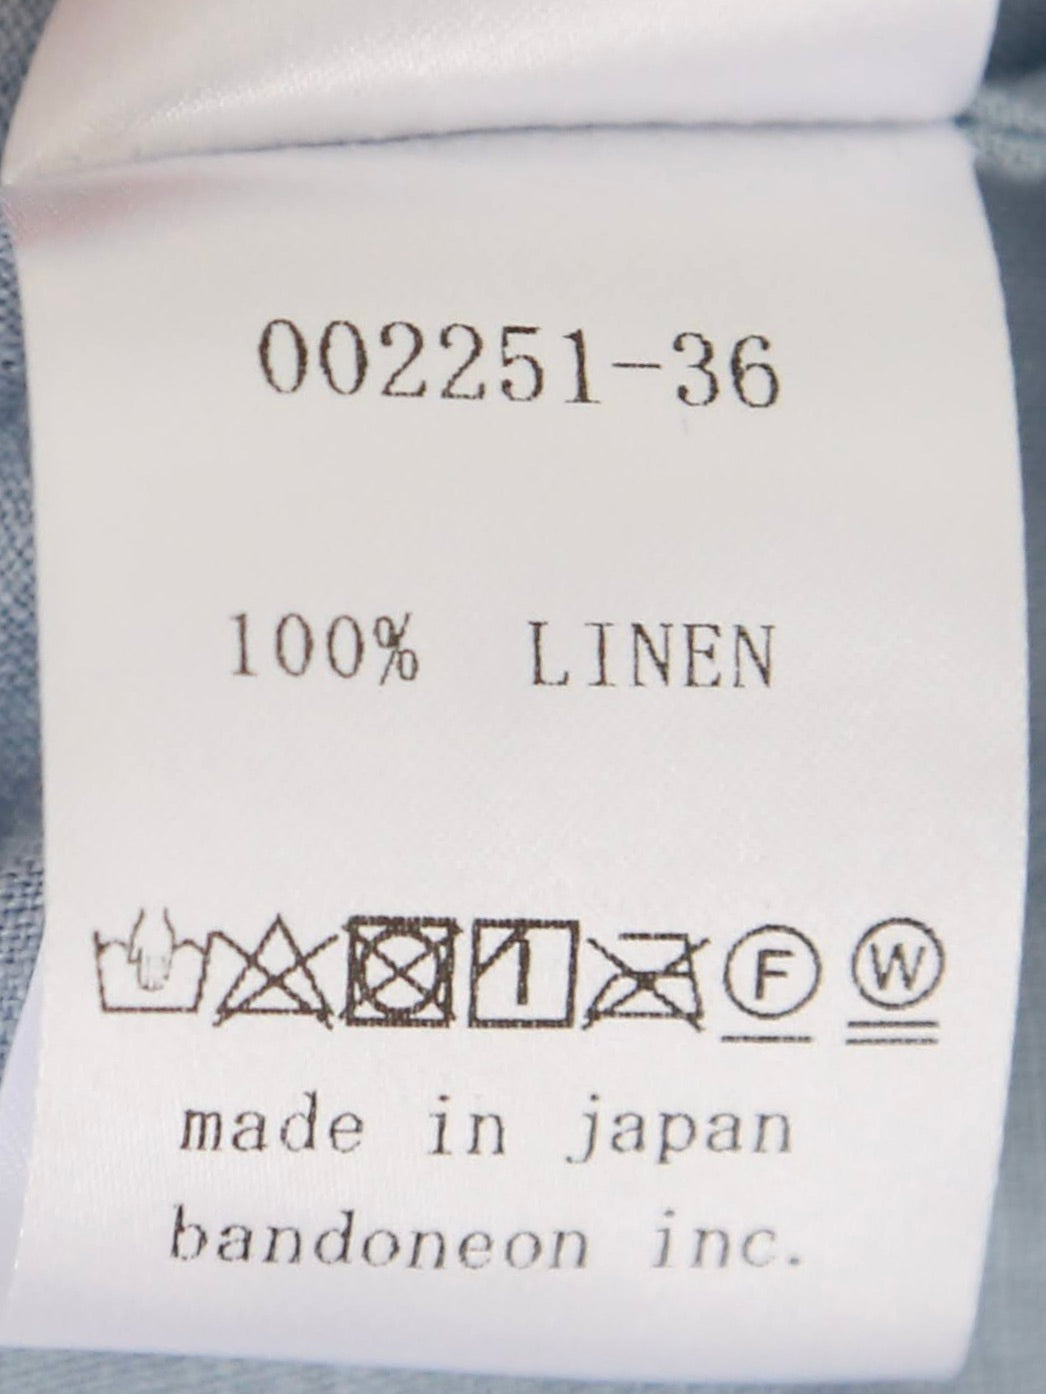 002251-36
100% LINEN
F W
made in japan
bandoneon inc.